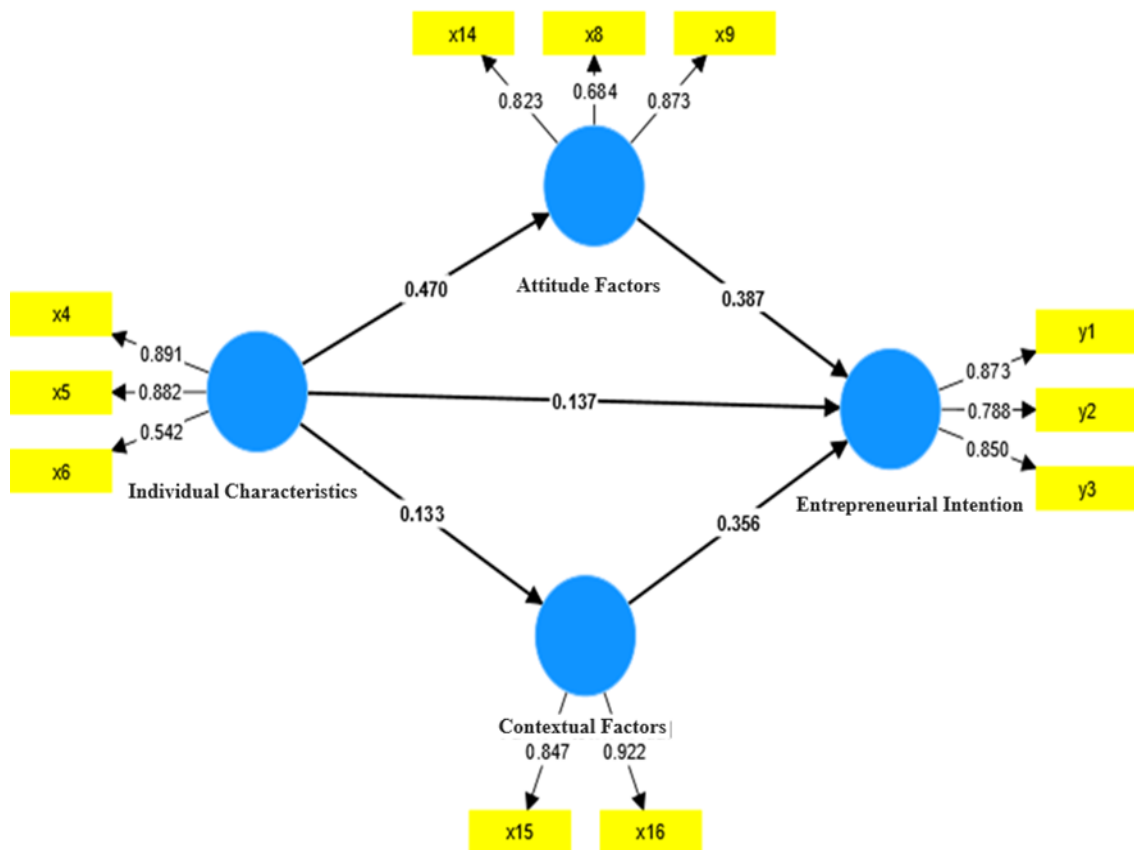 x14
x8
x9
0.823
0.684
0.873
Attitude Factors
0.470
0.387
x4
x5
x6
0.891
0.882
0.542
Individual Characteristics
0.137
y1
y2
y3
0.873
0.788
0.850
Entrepreneurial Intention
0.133
0.356
Contextual Factors
0.847
0.922
x15
x16